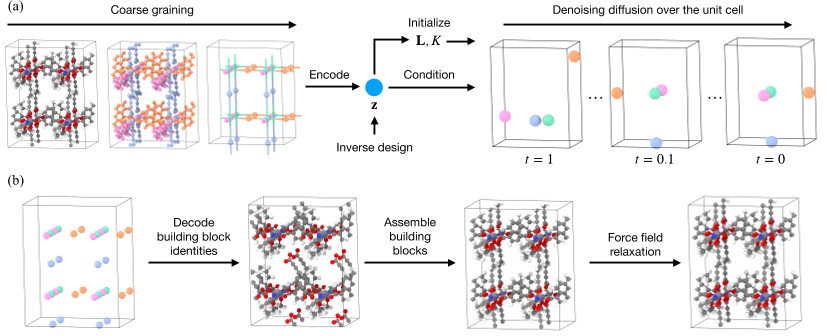 (a)
Coarse graining
Encode
z
Inverse design
Initialize
L, K
Condition
Denoising diffusion over the unit cell
...
...
t = 1
t = 0.1
t = 0
(b)
Decode
building block
identities
Assemble
building
blocks
Force field
relaxation